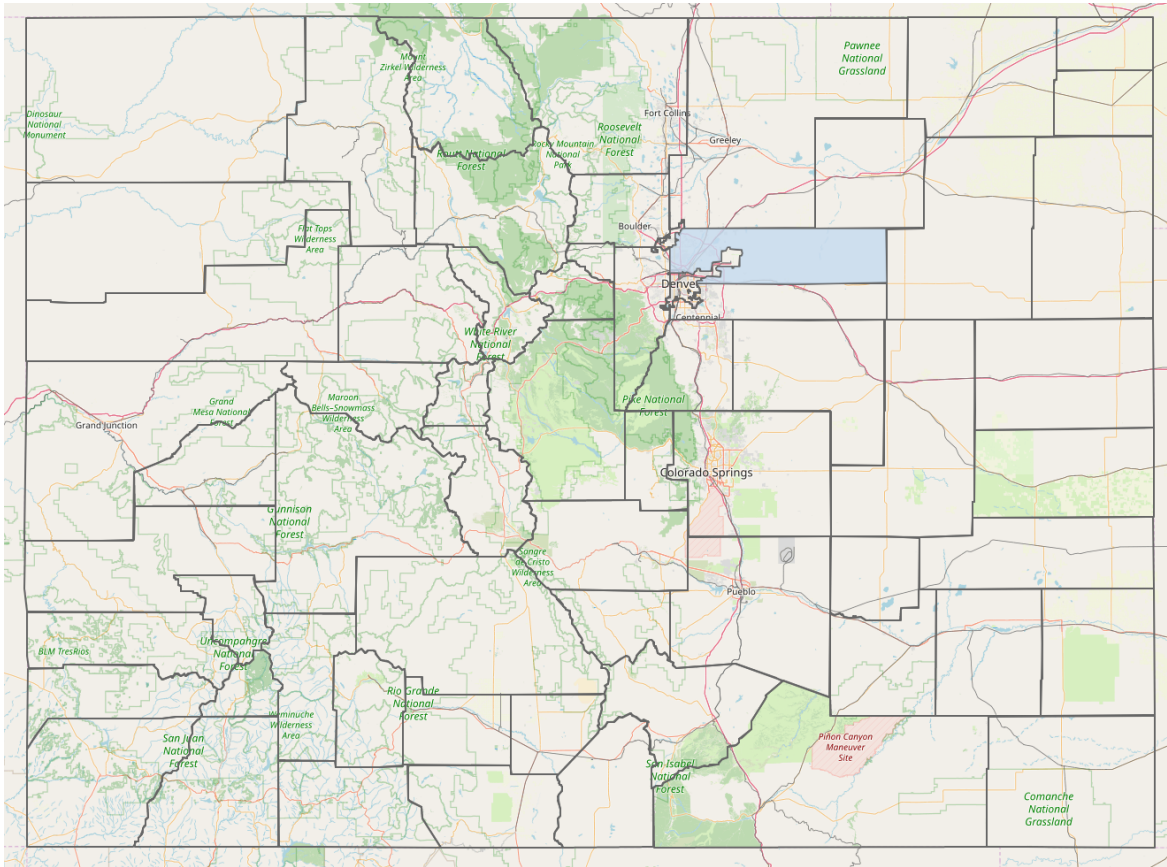 Pawnee
National
Grassland
Mount
Zirkel Wilderness
Area
Dinosaur
National
Monument
Fort Collins
Roosevelt
National
Forest
Greeley
Routt National
Forest
Rocky Mountain
National
Park
Flat Tops
Wilderness
Area
Boulder
Denver
Centennial
White River
National
Forest
Grand
Mesa National
Forest
Maroon
Bells–Snowmass
Wilderness
Area
Pike National
Forest
Grand Junction
Colorado Springs
Gunnison
National
Forest
Sangre
de Cristo
Wilderness
Area
Pueblo
Uncompahgre
National
Forest
BLM TresRios
Rio Grande
National
Forest
Weminuche
Wilderness
Area
San Juan
National
Forest
Piñon Canyon
Maneuver
Site
San Isabel
National
Forest
Comanche
National
Grassland